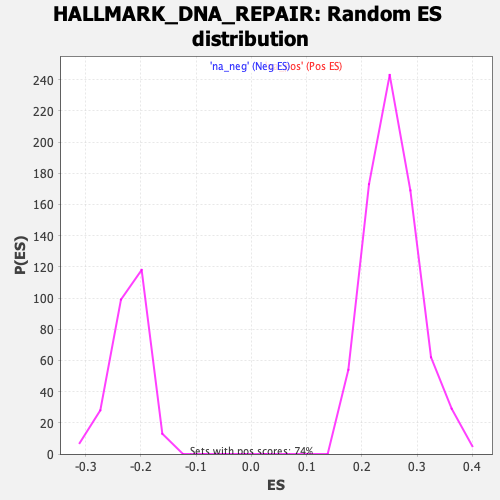 HALLMARK_DNA_REPAIR: Random ES
distribution
'na_neg' (Neg ES)os' (Pos ES)
240
220
200
180
160
140
120
100
80
60
40
20
0
P(ES)
Sets with pos scores: 74%
-0.3 -0.2 -0.1 0.0 0.1 0.2 0.3 0.4
ES